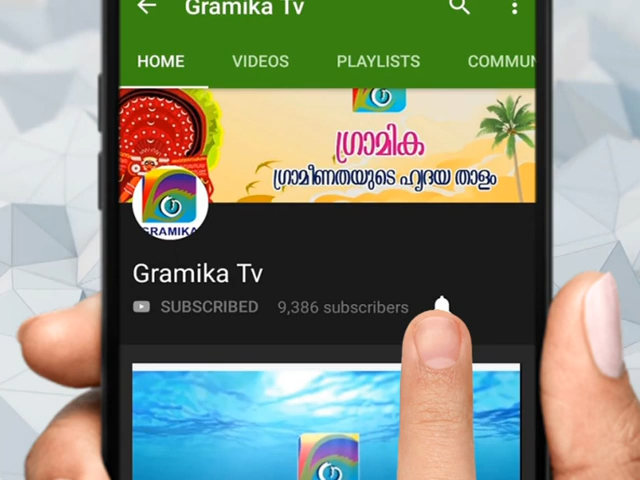 Gramika Tv
HOME VIDEOS PLAYLISTS COMMUN
ഗ്രാമിക
ഗ്രാമീണതയുടെ ഹൃദയ താളം
GRAMIKA
Gramika Tv
SUBSCRIBED 9,386 subscribers